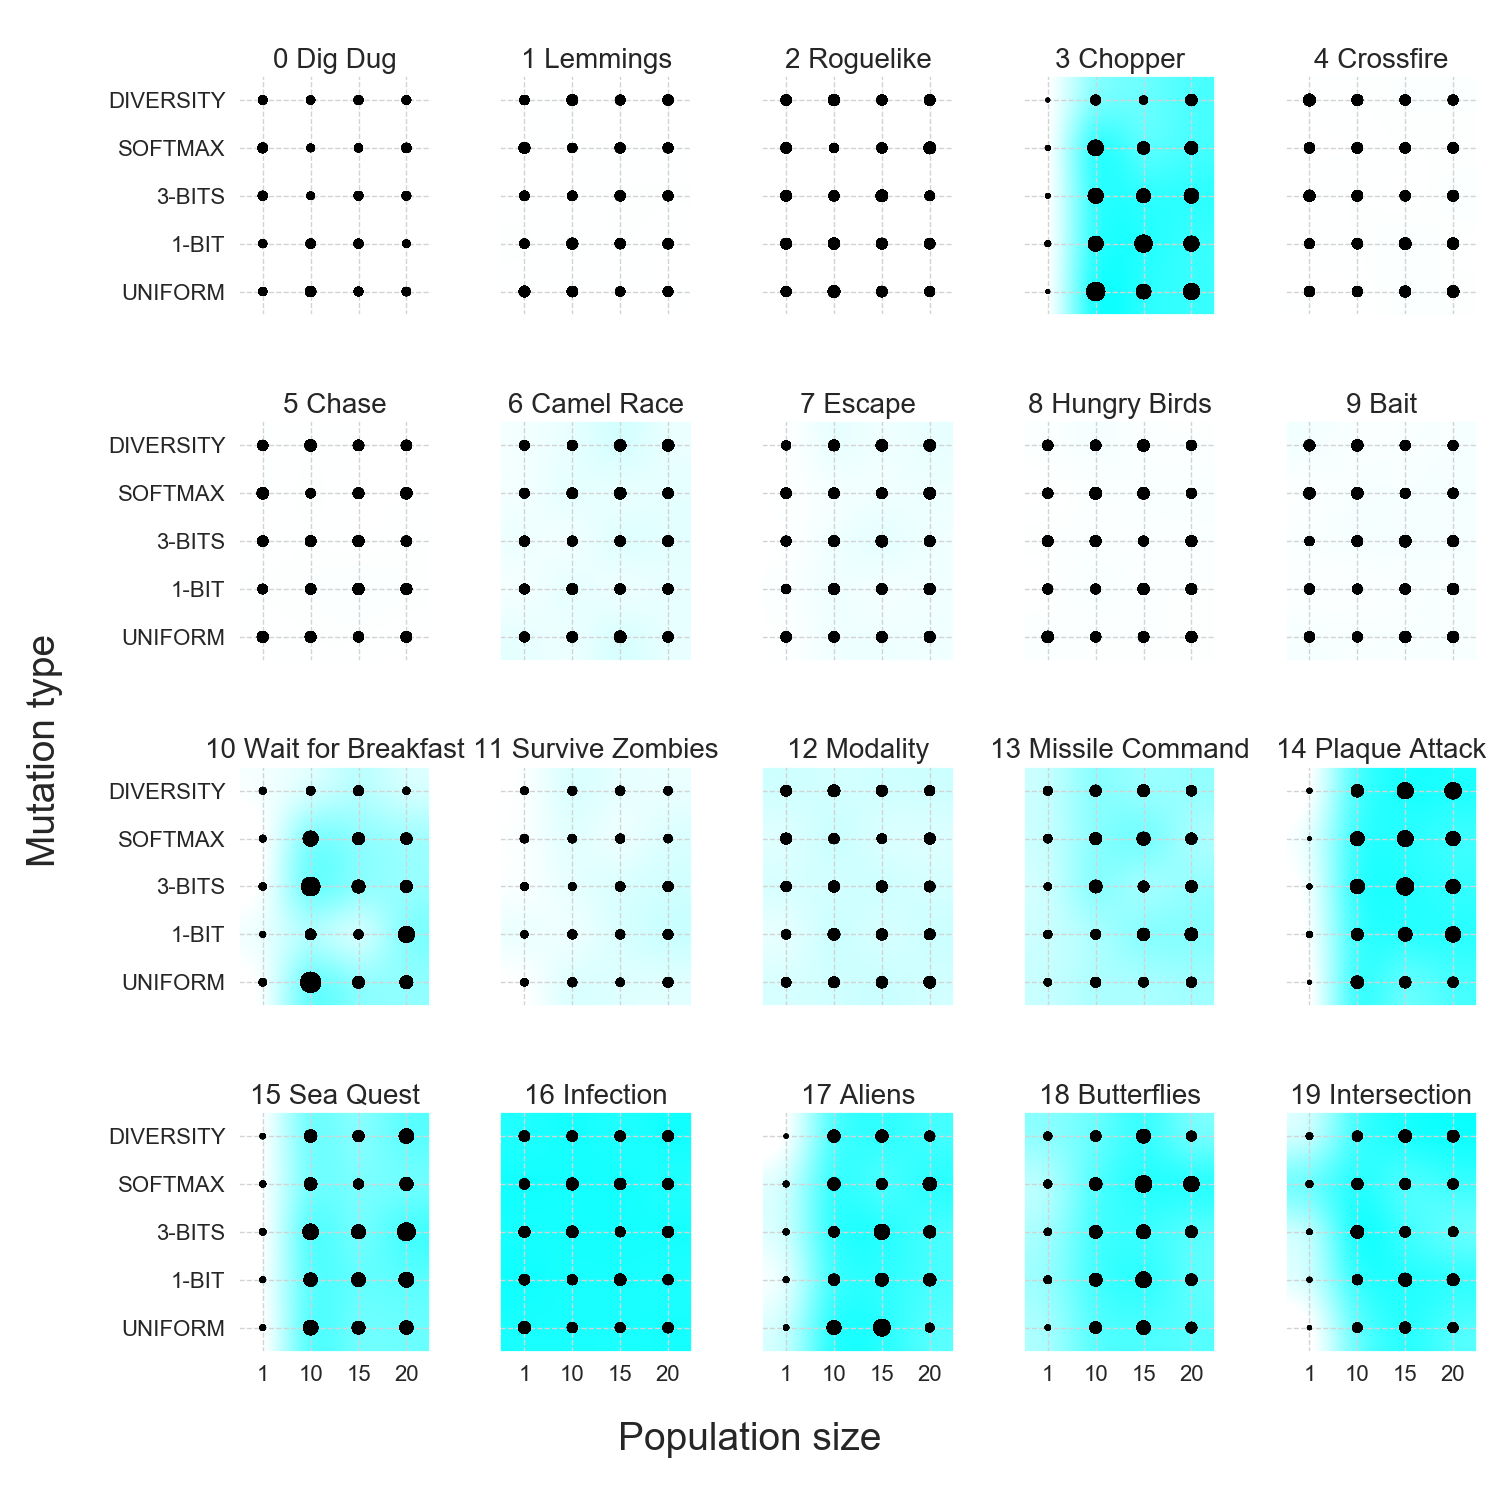 0 Dig Dug
1 Lemmings
2 Roguelike
3 Chopper
4 Crossfire
DIVERSITY
SOFTMAX
3-BITS
1-BIT
UNIFORM
5 Chase
6 Camel Race
7 Escape
8 Hungry Birds
9 Bait
DIVERSITY
SOFTMAX
3-BITS
1-BIT
UNIFORM
Mutation type
10 Wait for Breakfast
11 Survive Zombies
12 Modality
13 Missile Command
14 Plaque Attack
DIVERSITY
SOFTMAX
3-BITS
1-BIT
UNIFORM
15 Sea Quest
16 Infection
17 Aliens
18 Butterflies
19 Intersection
DIVERSITY
SOFTMAX
3-BITS
1-BIT
UNIFORM
1 10 15 20
1 10 15 20
1 10 15 20
1 10 15 20
1 10 15 20
Population size